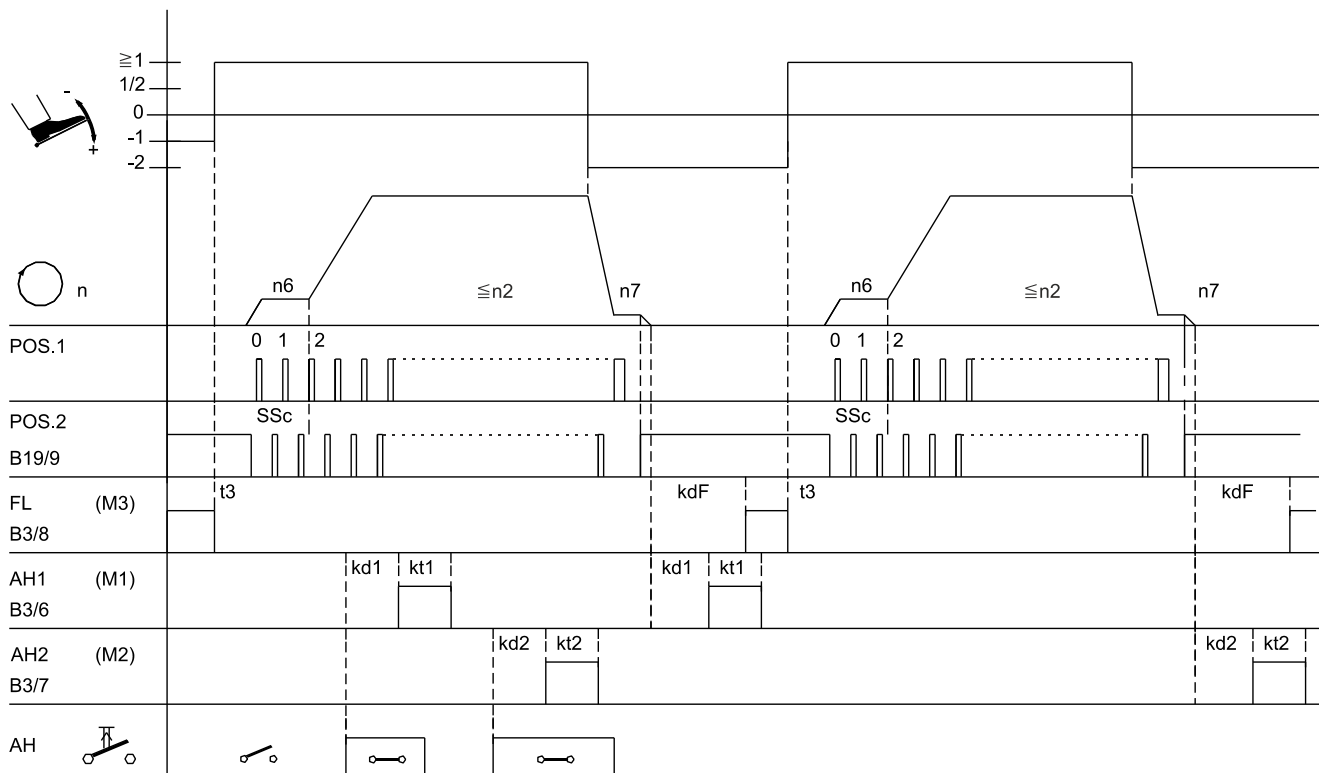 ≧1
1/2
0
-1
-2
-
+
n
n6 ≦n2 n7 n6 ≦n2 n7
POS.1 0 1 2 0 1 2
POS.2 SSc SSc
B19/9
FL (M3) t3 kdF t3 kdF
B3/8
AH1 (M1) kd1 kt1 kd1 kt1
B3/6
AH2 (M2) kd2 kt2 kd2 kt2
B3/7
AH